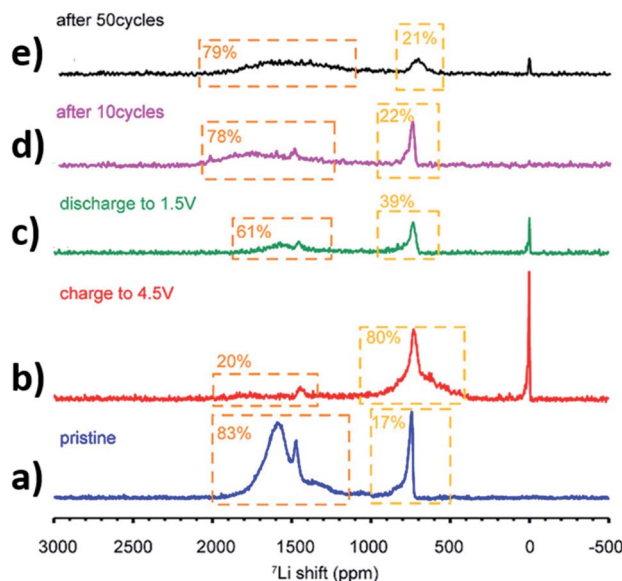 after 50cycles
e)
79%
21%
after 10cycles
d)
78%
22%
discharge to 1.5V
c)
61%
39%
charge to 4.5V
b)
20%
80%
pristine
a)
83%
17%
3000 2500 2000 1500 1000 500 0 -500
⁷Li shift (ppm)